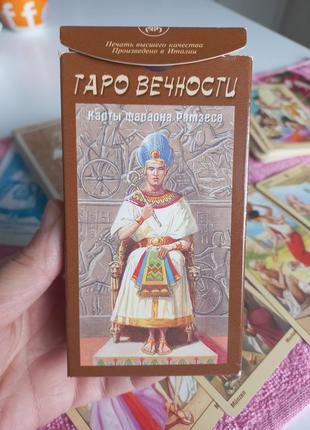 Печать высшего качества
Произведено в Италии
ТАРО ВЕЧНОСТИ
Карты фараона Рамзеса